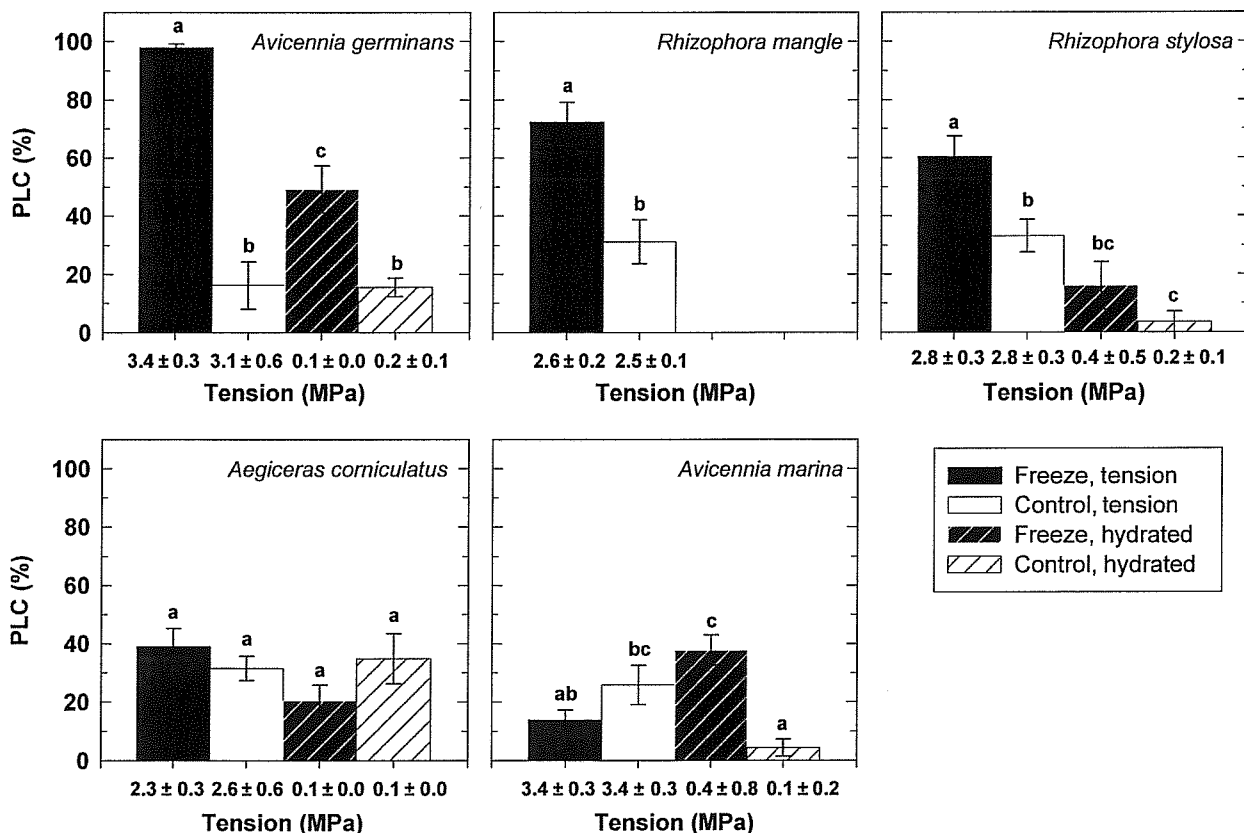 Avicennia germinans
PLC (%)
100
80
60
40
20
0
a
b
c
b
3.4 ± 0.3 3.1 ± 0.6 0.1 ± 0.0 0.2 ± 0.1
Tension (MPa)
Rhizophora mangle
a
b
2.6 ± 0.2 2.5 ± 0.1
Tension (MPa)
Rhizophora stylosa
a
b
bc
c
2.8 ± 0.3 2.8 ± 0.3 0.4 ± 0.5 0.2 ± 0.1
Tension (MPa)
Aegiceras corniculatus
PLC (%)
100
80
60
40
20
0
a
a
a
a
2.3 ± 0.3 2.6 ± 0.6 0.1 ± 0.0 0.1 ± 0.0
Tension (MPa)
Avicennia marina
ab
bc
c
a
3.4 ± 0.3 3.4 ± 0.3 0.4 ± 0.8 0.1 ± 0.2
Tension (MPa)
Freeze, tension
Control, tension
Freeze, hydrated
Control, hydrated